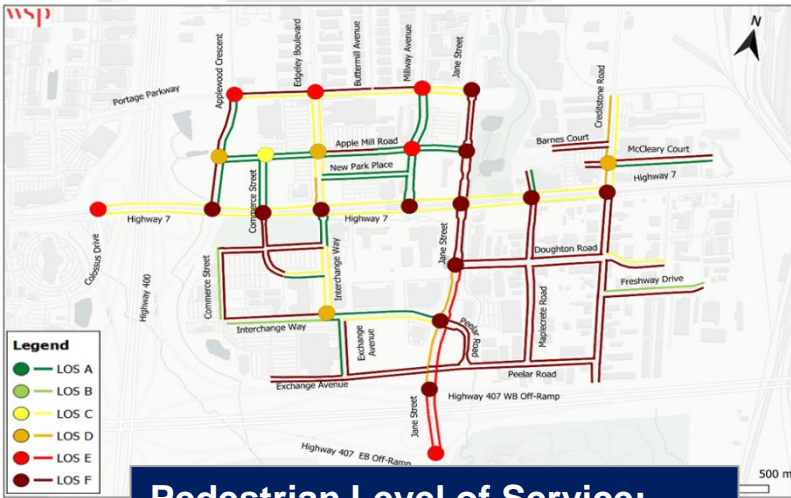 wsp
Applewood Crescent
Edgeley Boulevard
Buttermill Avenue
Millway Avenue
Jane Street
N
Portage Parkway
Creditstone Road
Apple Mill Road
Barnes Court
McCleary Court
New Park Place
Highway 7
Commerce Street
Highway 7
Highway 7
Colossus Drive
Highway 400
Commerce Street
Interchange Way
Jane Street
Doughton Road
Freshway Drive
Maplecrete Road
Interchange Way
Exchange
Avenue
Peelar Road
Exchange Avenue
Peelar Road
Jane Street
Highway 407 WB Off-Ramp
Highway 407 EB Off-Ramp
Legend
LOS A
LOS B
LOS C
LOS D
LOS E
LOS F
500 m
Pedestrian Level of Service: